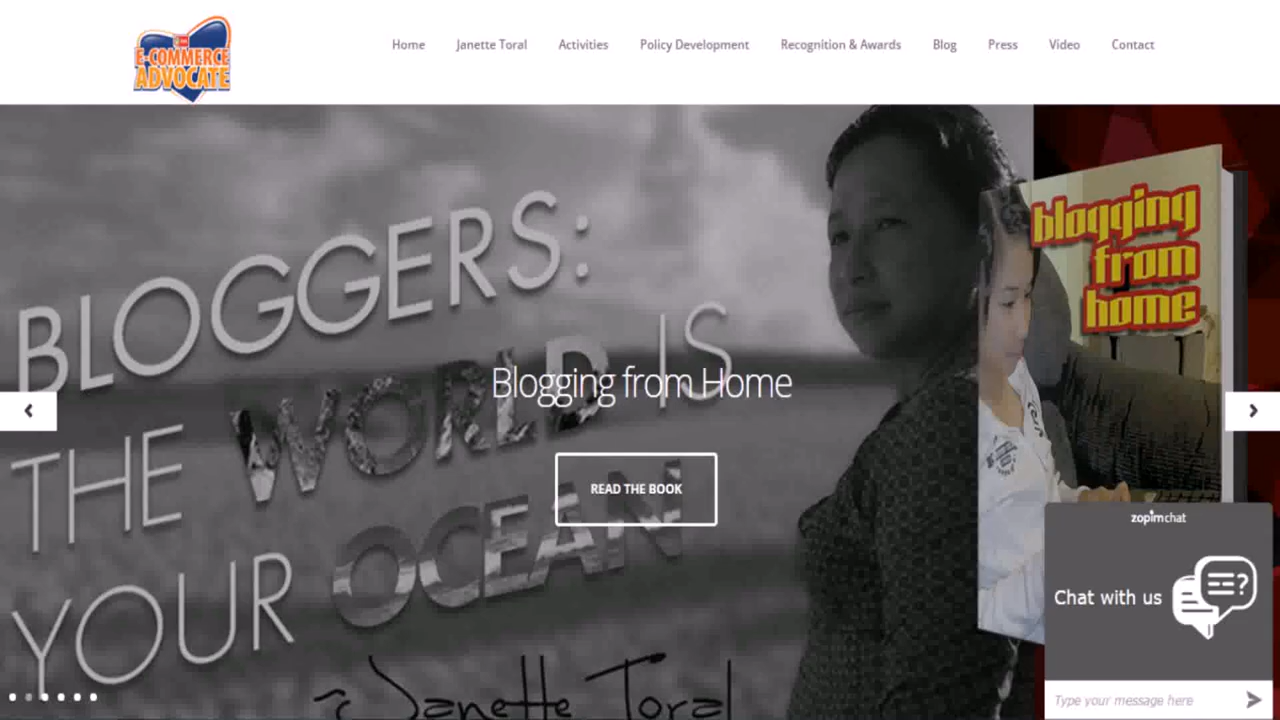 E-COMMERCE
ADVOCATE
Home Janette Toral Activities Policy Development Recognition & Awards Blog Press Video Contact
BLOGGERS:
THE WORLD IS
YOUR OCEAN
Janette Toral
Blogging from Home
READ THE BOOK
blogging
from
home
zopimchat
Chat with us
Type your message here